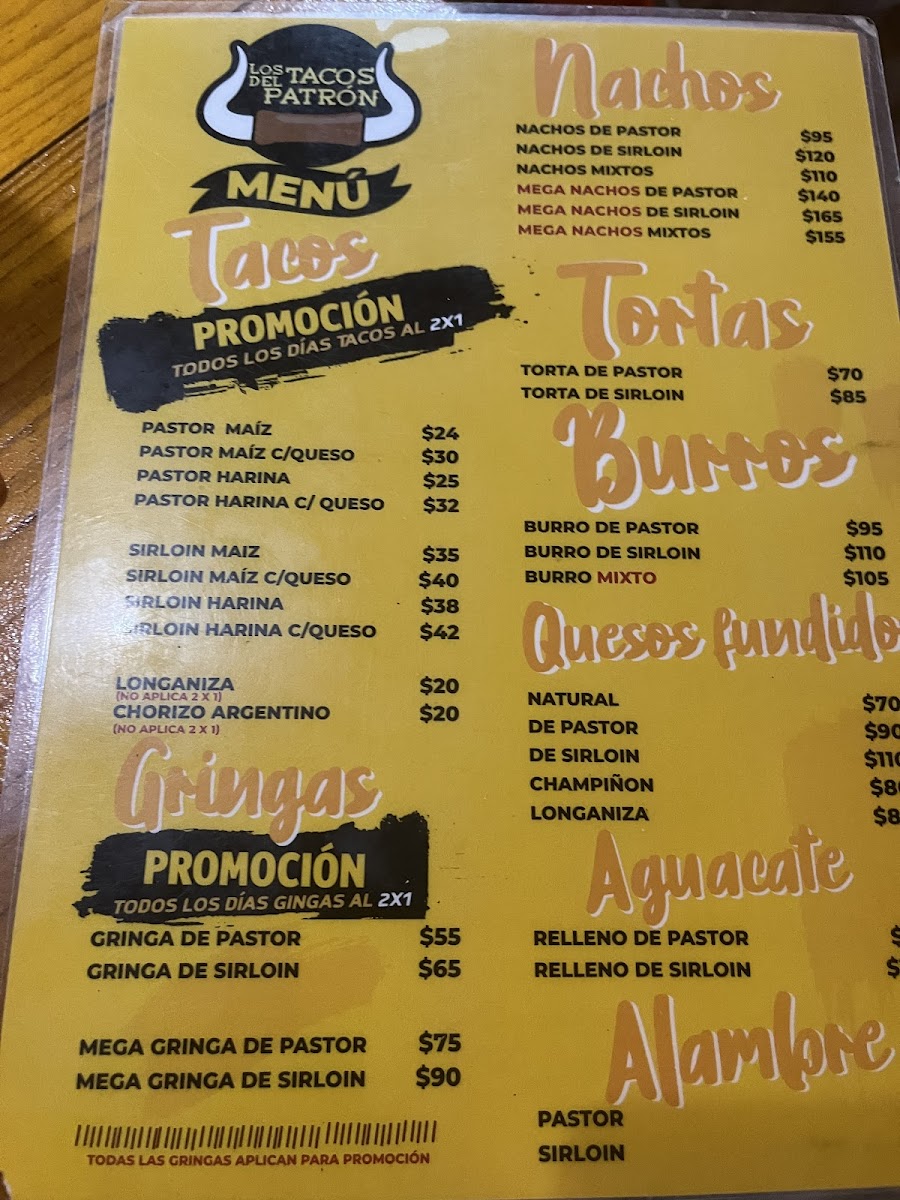 LOS TACOS
DEL PATRÓN
MENÚ
Tacos
PROMOCIÓN
TODOS LOS DÍAS TACOS AL 2X1
PASTOR MAÍZ $24
PASTOR MAÍZ C/QUESO $30
PASTOR HARINA $25
PASTOR HARINA C/ QUESO $32
SIRLOIN MAIZ $35
SIRLOIN MAÍZ C/QUESO $40
SIRLOIN HARINA $38
SIRLOIN HARINA C/QUESO $42
LONGANIZA $20
(NO APLICA 2 X 1)
CHORIZO ARGENTINO $20
(NO APLICA 2 X 1)
Gringas
PROMOCIÓN
TODOS LOS DÍAS GINGAS AL 2X1
GRINGA DE PASTOR $55
GRINGA DE SIRLOIN $65
MEGA GRINGA DE PASTOR $75
MEGA GRINGA DE SIRLOIN $90
TODAS LAS GRINGAS APLICAN PARA PROMOCIÓN
Nachos
NACHOS DE PASTOR $95
NACHOS DE SIRLOIN $120
NACHOS MIXTOS $110
MEGA NACHOS DE PASTOR $140
MEGA NACHOS DE SIRLOIN $165
MEGA NACHOS MIXTOS $155
Tortas
TORTA DE PASTOR $70
TORTA DE SIRLOIN $85
Burros
BURRO DE PASTOR $95
BURRO DE SIRLOIN $110
BURRO MIXTO $105
Quesos fundido
NATURAL $70
DE PASTOR $90
DE SIRLOIN $110
CHAMPIÑON
LONGANIZA
Aguacate
RELLENO DE PASTOR
RELLENO DE SIRLOIN
Alambre
PASTOR
SIRLOIN